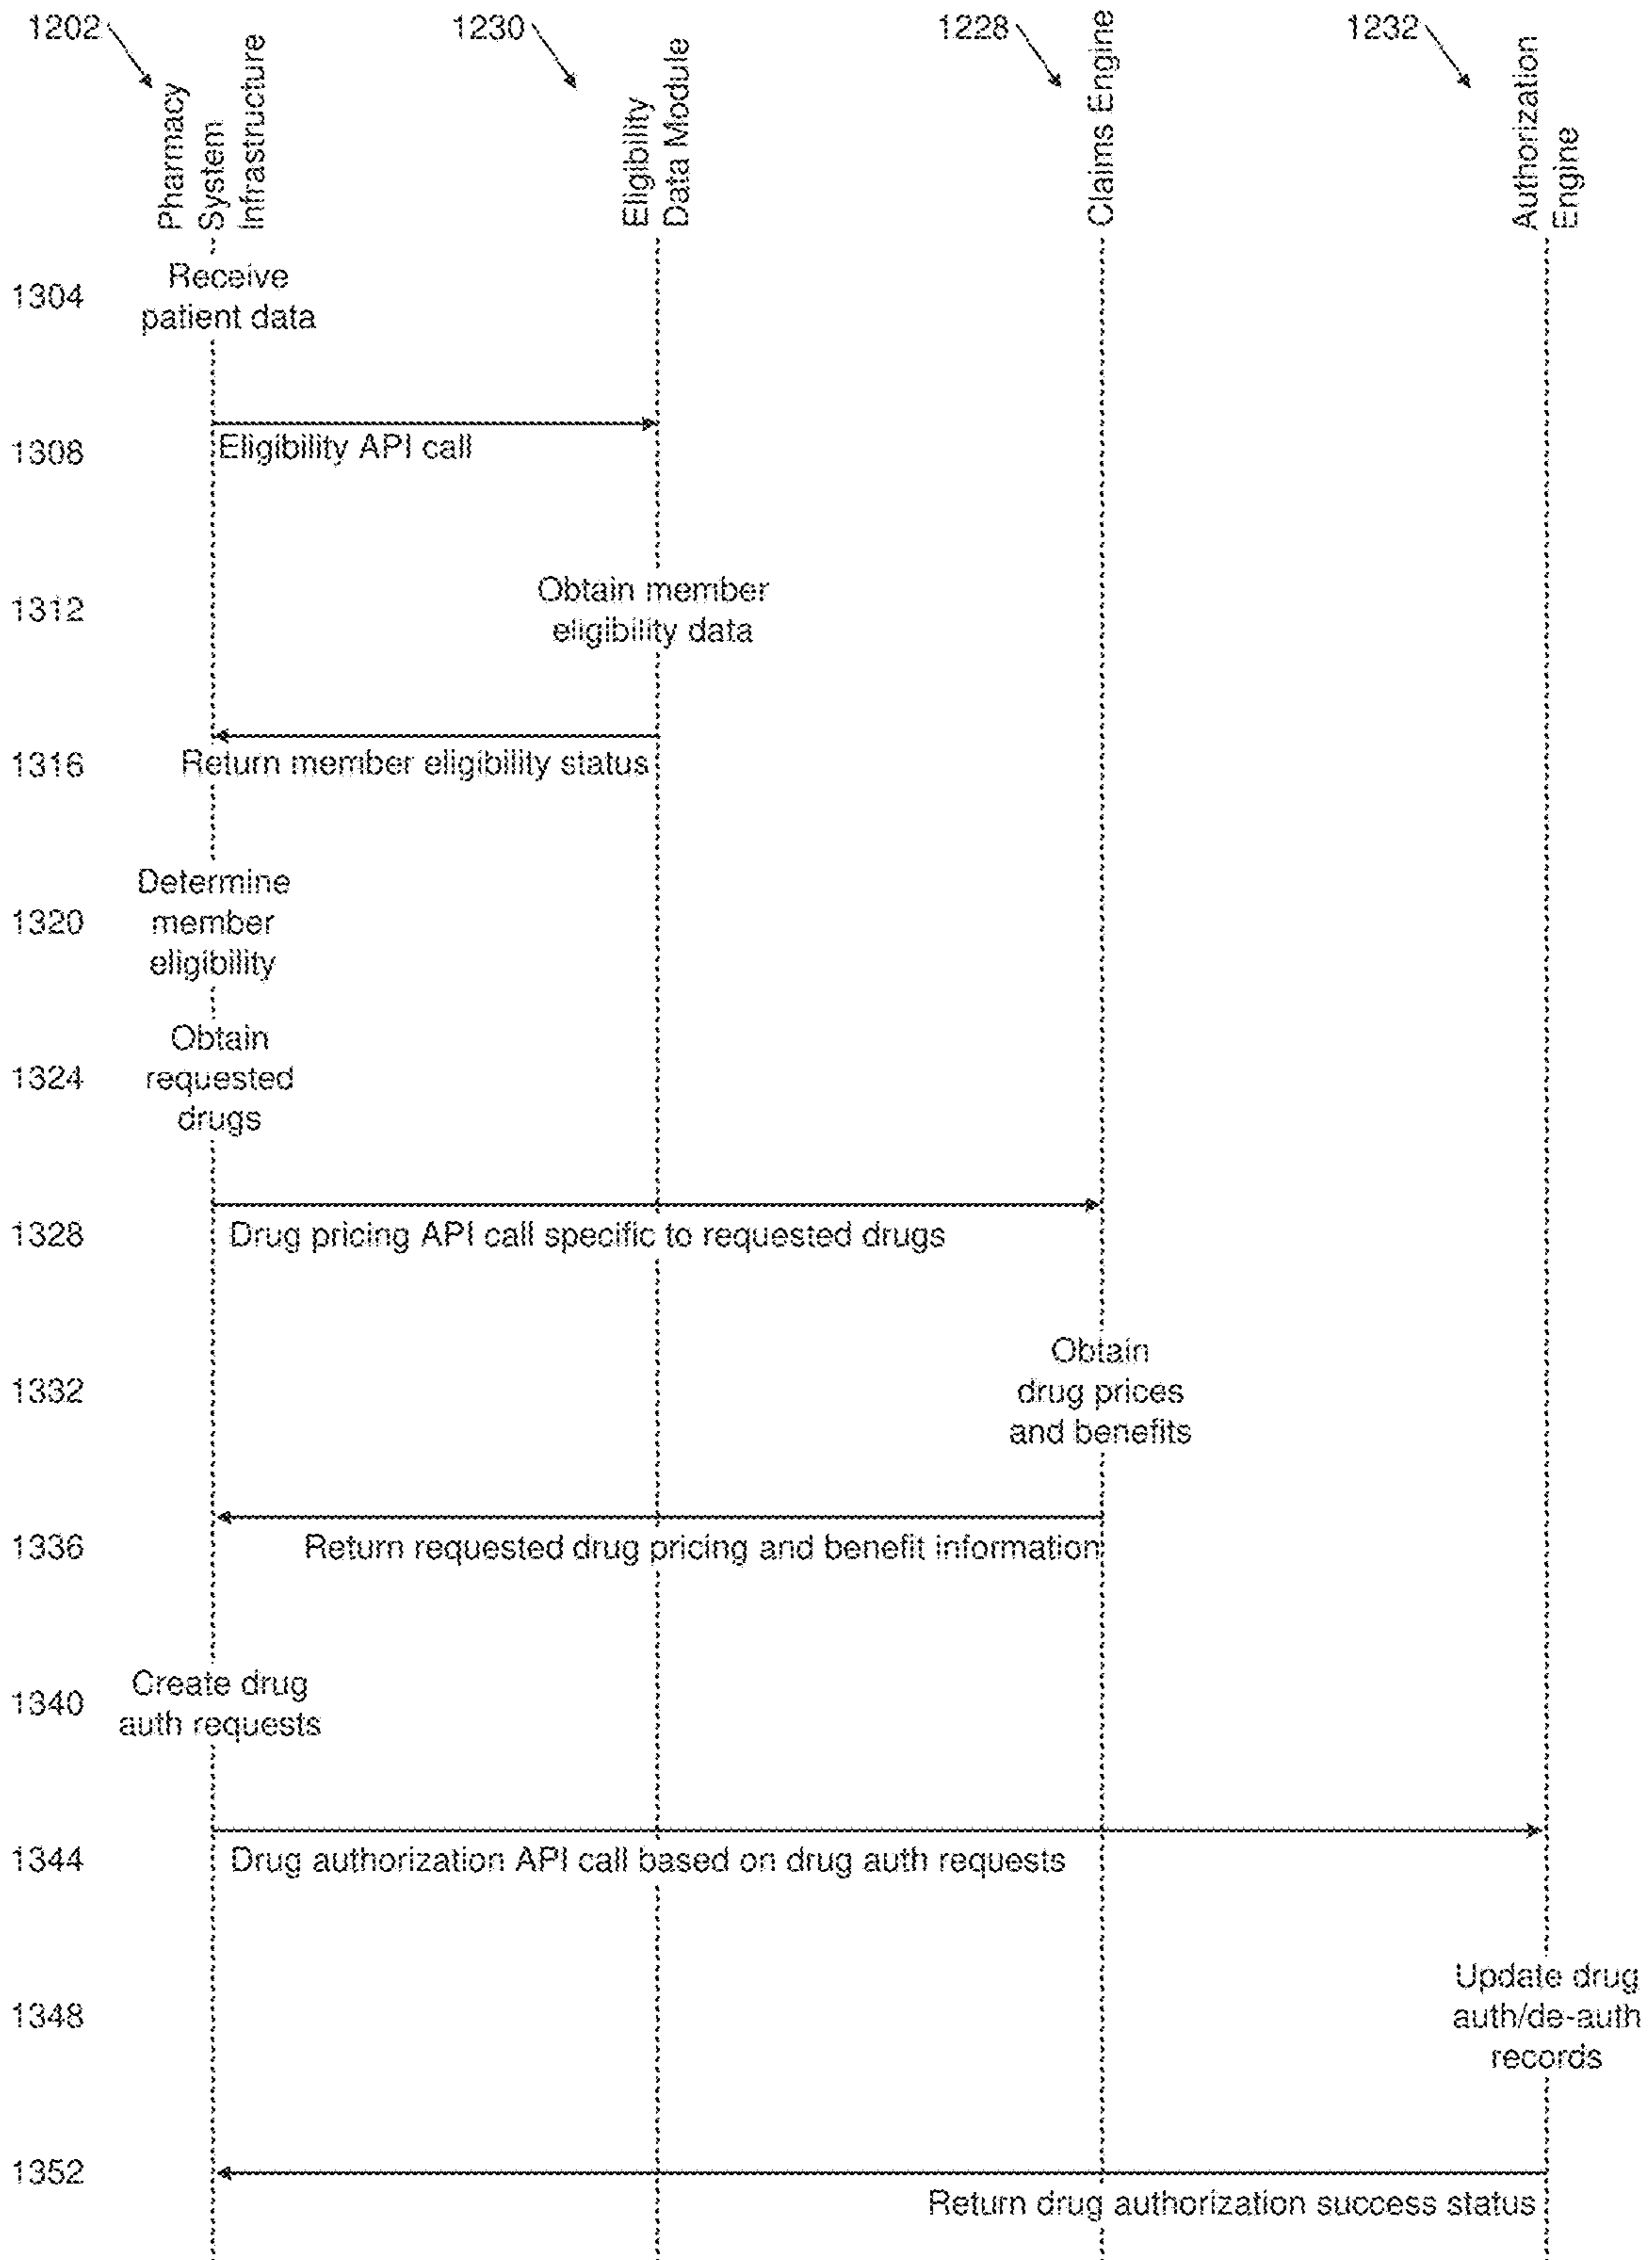 1202
Pharmacy
System
Infrastructure
1230
Eligibility
Data Module
1228
Claims Engine
1232
Authorization
Engine
1304
Receive
patient data
1308
Eligibility API call
1312
Obtain member
eligibility data
1316
Return member eligibility status
1320
Determine
member
eligibility
1324
Obtain
requested
drugs
1328
Drug pricing API call specific to requested drugs
1332
Obtain
drug prices
and benefits
1336
Return requested drug pricing and benefit information
1340
Create drug
auth requests
1344
Drug authorization API call based on drug auth requests
1348
Update drug
auth/de-auth
records
1352
Return drug authorization success status